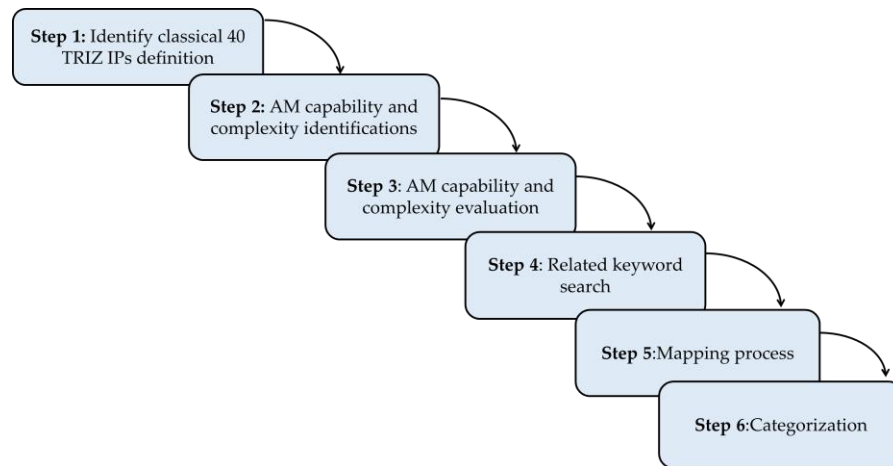 Step 1: Identify classical 40
TRIZ IPs definition
Step 2: AM capability and
complexity identifications
Step 3: AM capability and
complexity evaluation
Step 4: Related keyword
search
Step 5:Mapping process
Step 6:Categorization